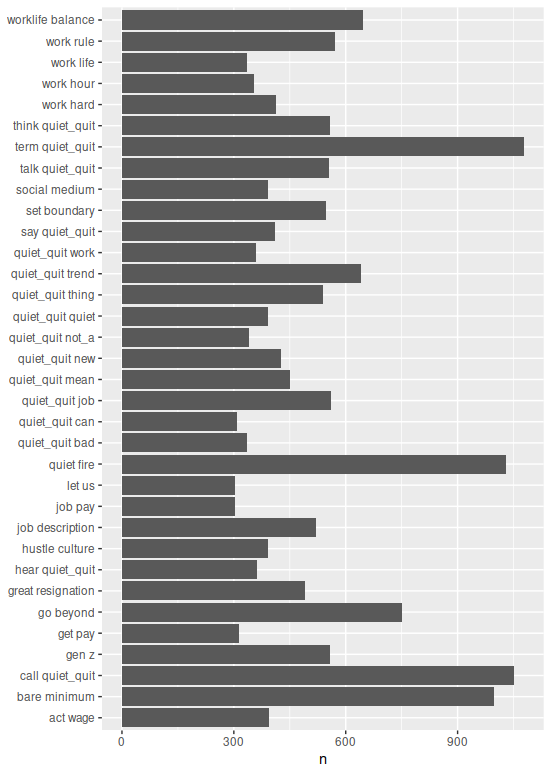 worklife balance
work rule
work life
work hour
work hard
think quiet_quit
term quiet_quit
talk quiet_quit
social medium
set boundary
say quiet_quit
quiet_quit work
quiet_quit trend
quiet_quit thing
quiet_quit quiet
quiet_quit not_a
quiet_quit new
quiet_quit mean
quiet_quit job
quiet_quit can
quiet_quit bad
quiet fire
let us
job pay
job description
hustle culture
hear quiet_quit
great resignation
go beyond
get pay
gen z
call quiet_quit
bare minimum
act wage
0 300 600 900
n